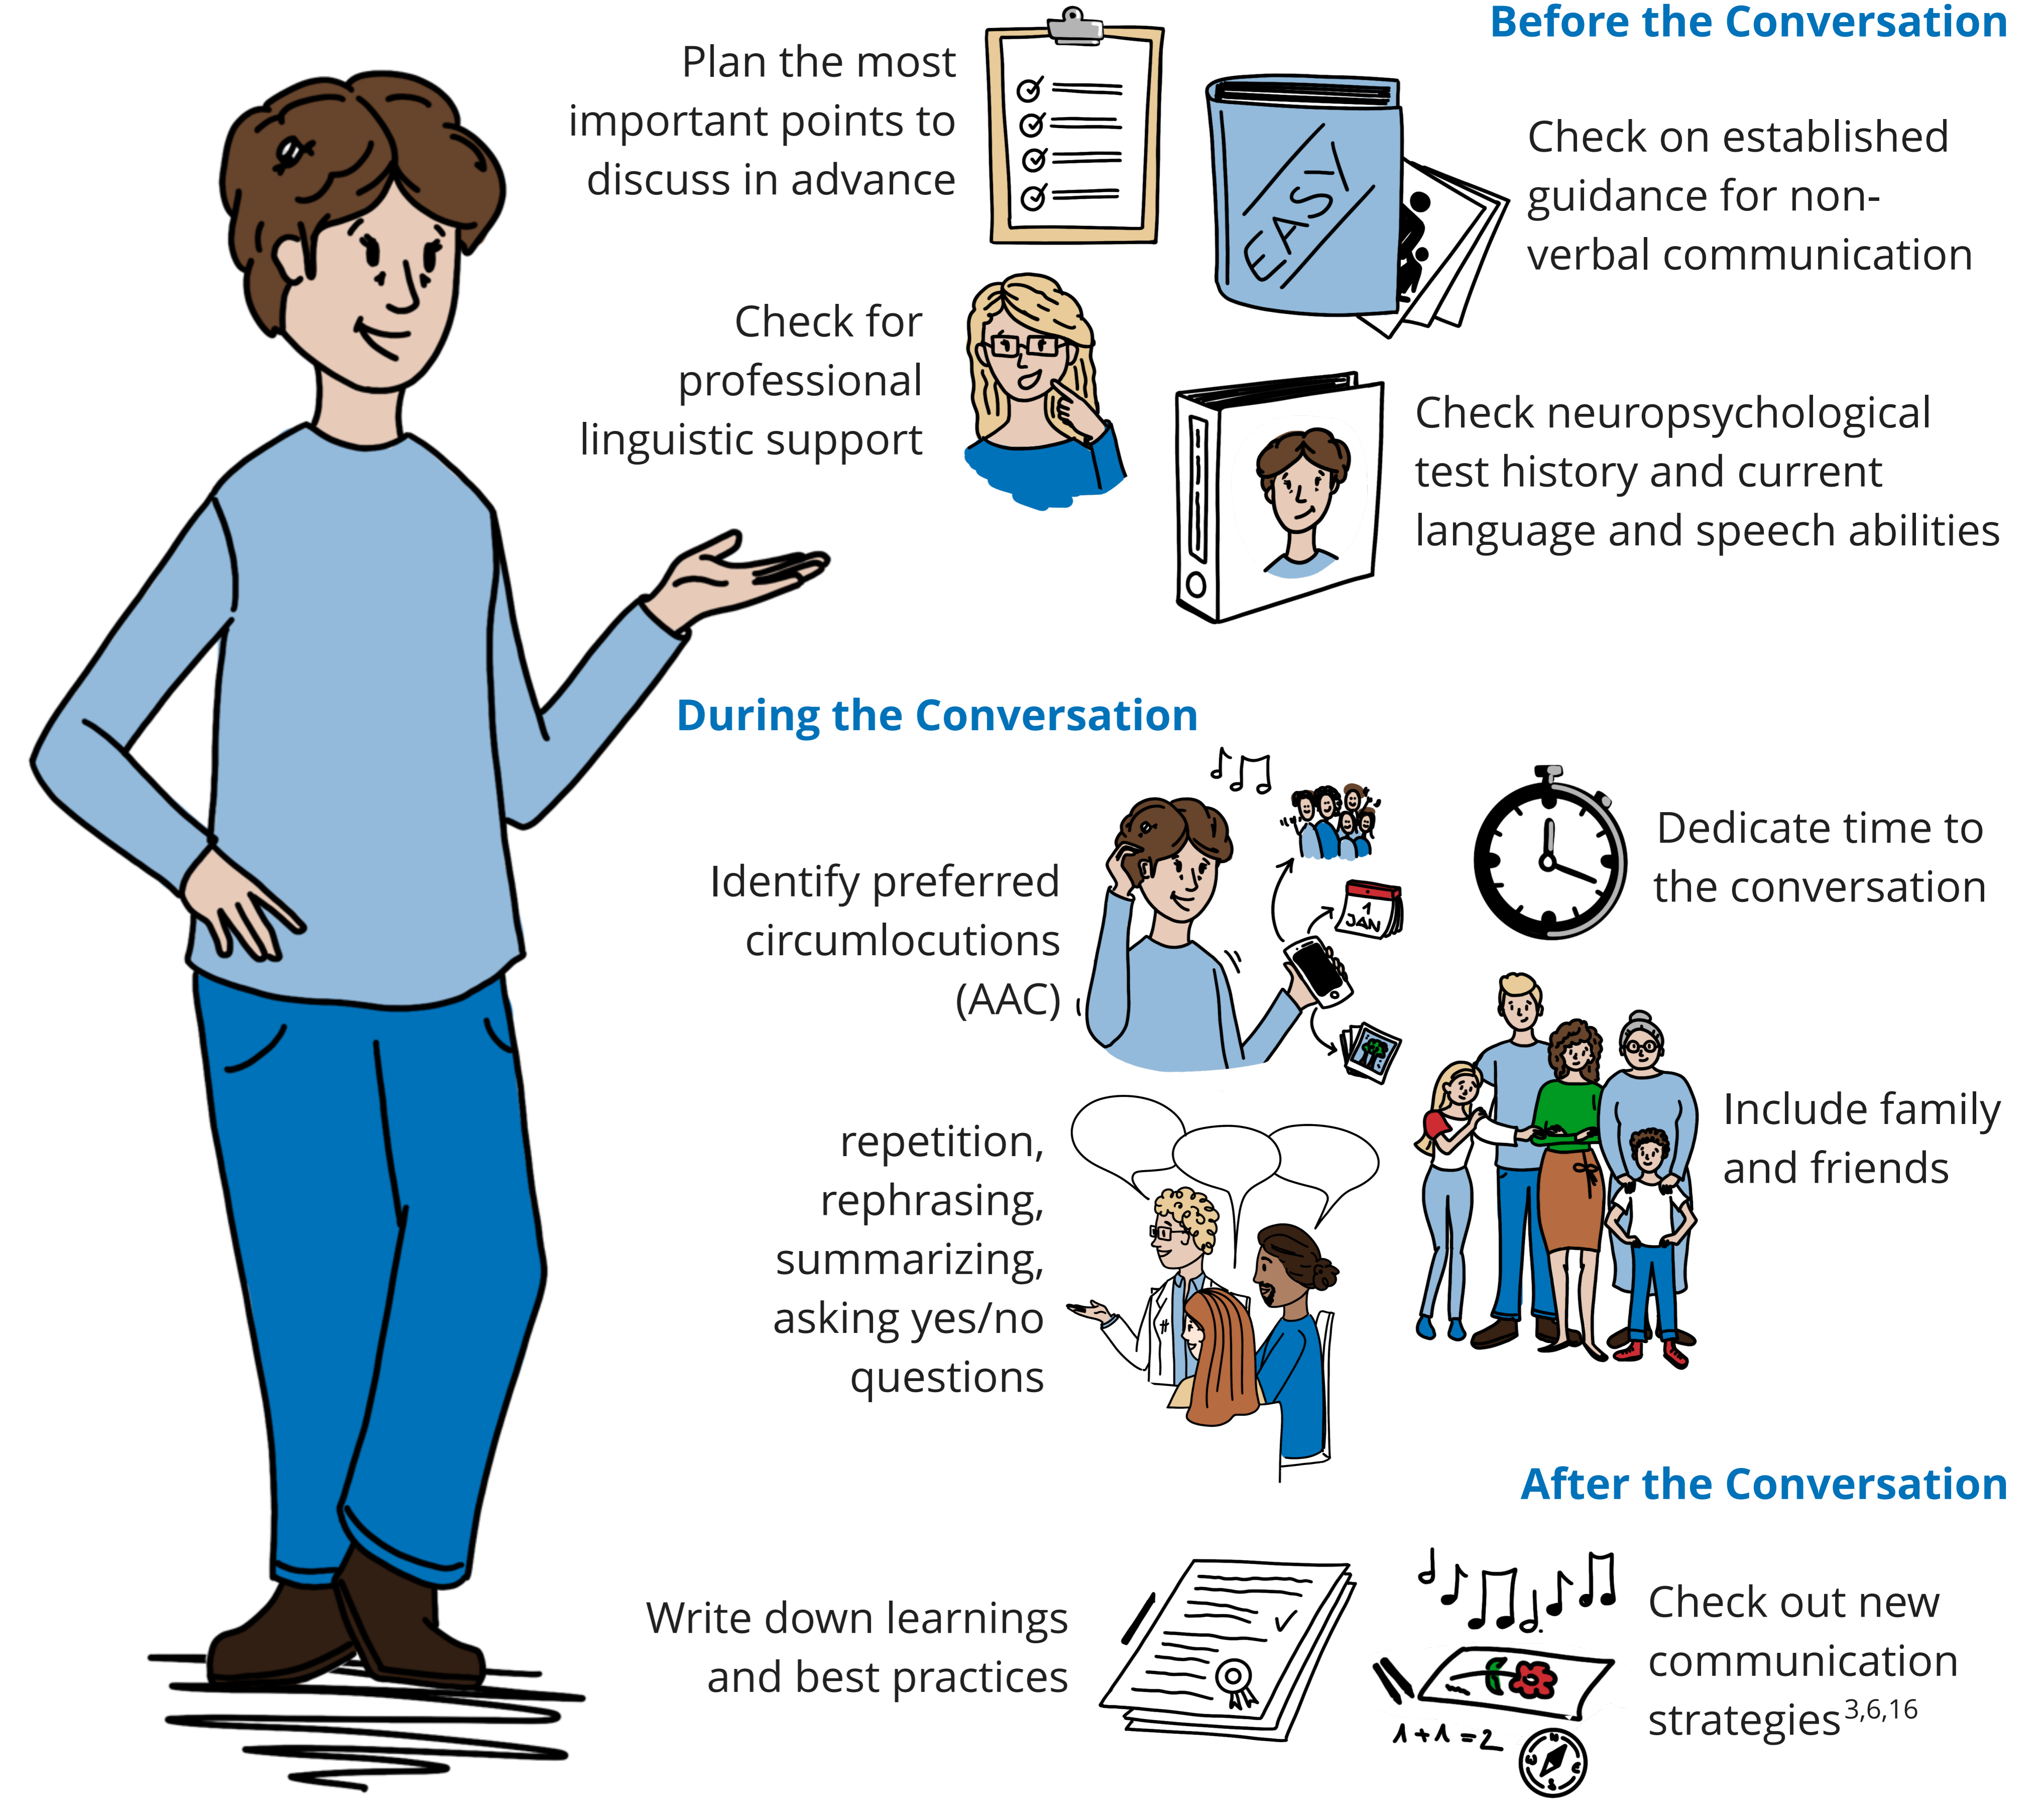 Before the Conversation
Plan the most
important points to
discuss in advance
EASY
Check on established
guidance for non-
verbal communication
Check for
professional
linguistic support
Check neuropsychological
test history and current
language and speech abilities
During the Conversation
Identify preferred
circumlocutions
(AAC)
1
JAN
Dedicate time to
the conversation
repetition,
rephrasing,
summarizing,
asking yes/no
questions
Include family
and friends
After the Conversation
Write down learnings
and best practices
1+1=2
Check out new
communication
strategies3,6,16